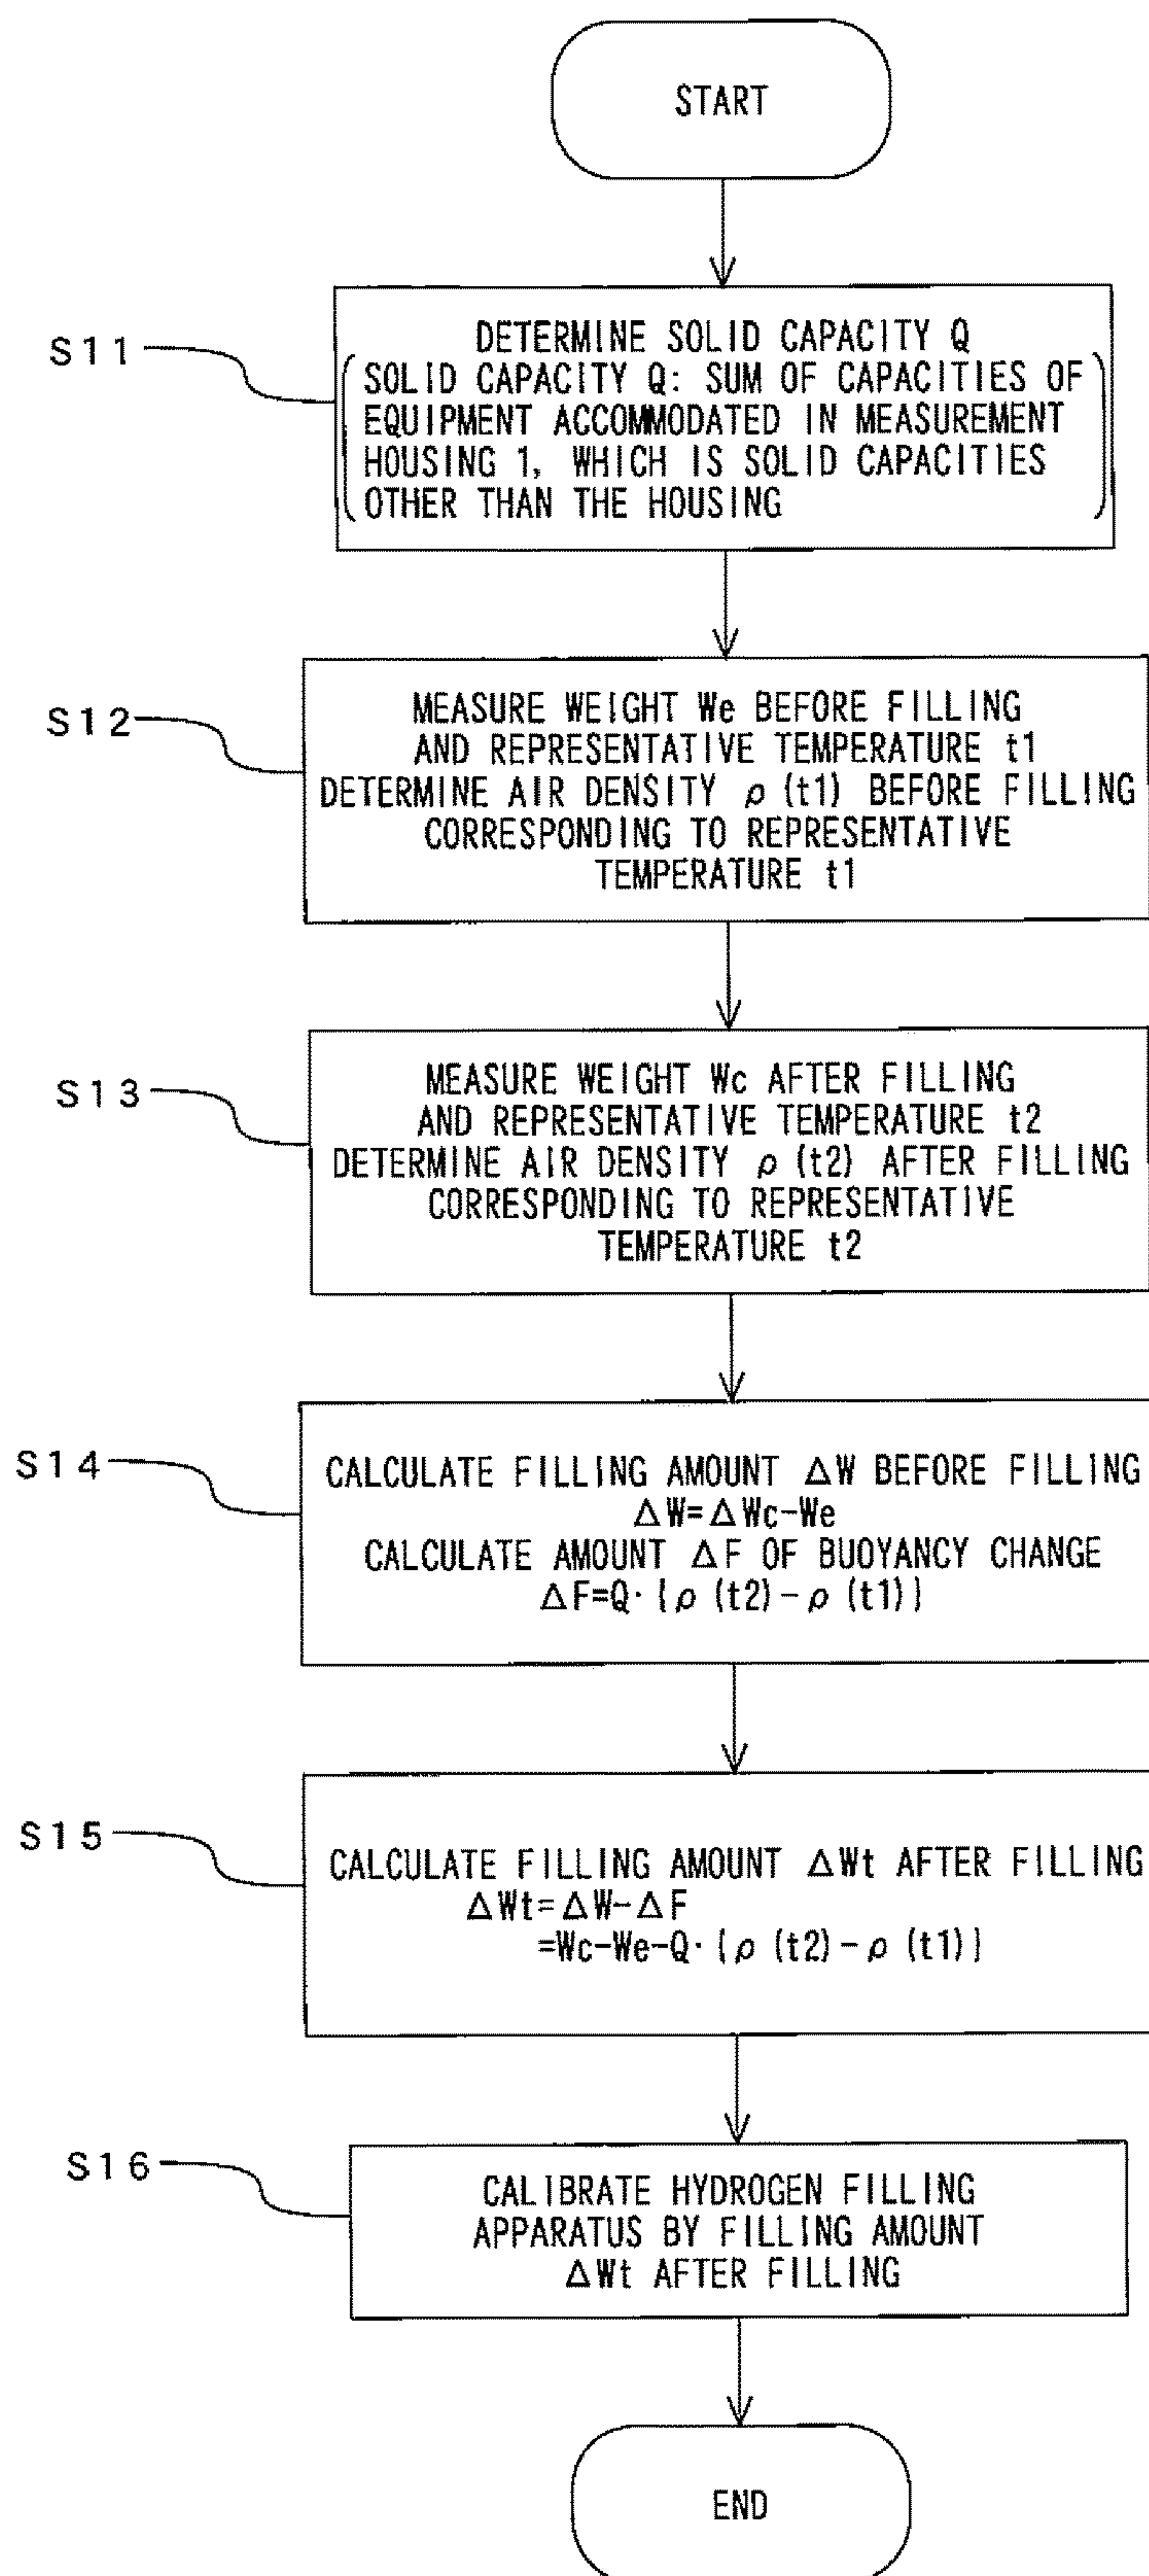 START
S11
DETERMINE SOLID CAPACITY Q
(SOLID CAPACITY Q: SUM OF CAPACITIES OF
EQUIPMENT ACCOMMODATED IN MEASUREMENT
HOUSING 1, WHICH IS SOLID CAPACITIES
OTHER THAN THE HOUSING)
S12
MEASURE WEIGHT We BEFORE FILLING
AND REPRESENTATIVE TEMPERATURE t1
DETERMINE AIR DENSITY ρ(t1) BEFORE FILLING
CORRESPONDING TO REPRESENTATIVE
TEMPERATURE t1
S13
MEASURE WEIGHT Wc AFTER FILLING
AND REPRESENTATIVE TEMPERATURE t2
DETERMINE AIR DENSITY ρ(t2) AFTER FILLING
CORRESPONDING TO REPRESENTATIVE
TEMPERATURE t2
S14
CALCULATE FILLING AMOUNT ΔW BEFORE FILLING
ΔW=ΔWc-We
CALCULATE AMOUNT ΔF OF BUOYANCY CHANGE
ΔF=Q·{ρ(t2)-ρ(t1)}
S15
CALCULATE FILLING AMOUNT ΔWt AFTER FILLING
ΔWt=ΔW-ΔF
=Wc-We-Q·{ρ(t2)-ρ(t1)}
S16
CALIBRATE HYDROGEN FILLING
APPARATUS BY FILLING AMOUNT
ΔWt AFTER FILLING
END